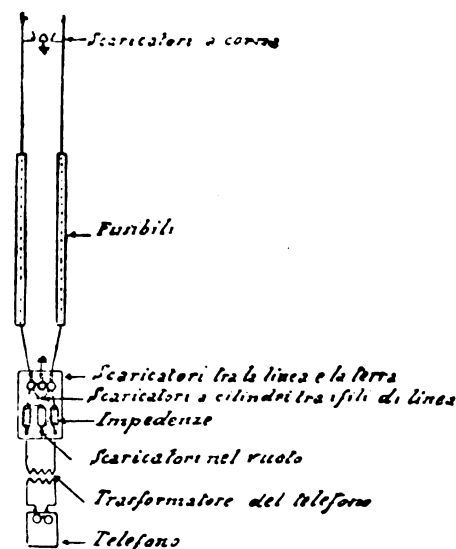 Scaricatori a corna
Fusibili
Scaricatori tra la linea e la terra
Scaricatori a cilindri tra i fili di linea
Impedenze
Scaricatori nel vuoto
Trasformatore del telefono
Telefono